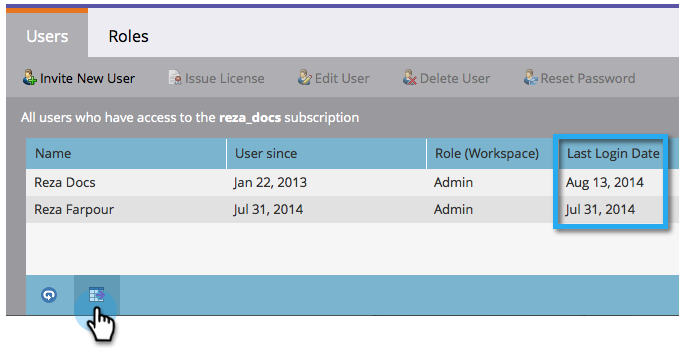 Users Roles
Invite New User Issue License Edit User Delete User Reset Password
All users who have access to the reza_docs subscription
Name User since Role (Workspace) Last Login Date
Reza Docs Jan 22, 2013 Admin Aug 13, 2014
Reza Farpour Jul 31, 2014 Admin Jul 31, 2014